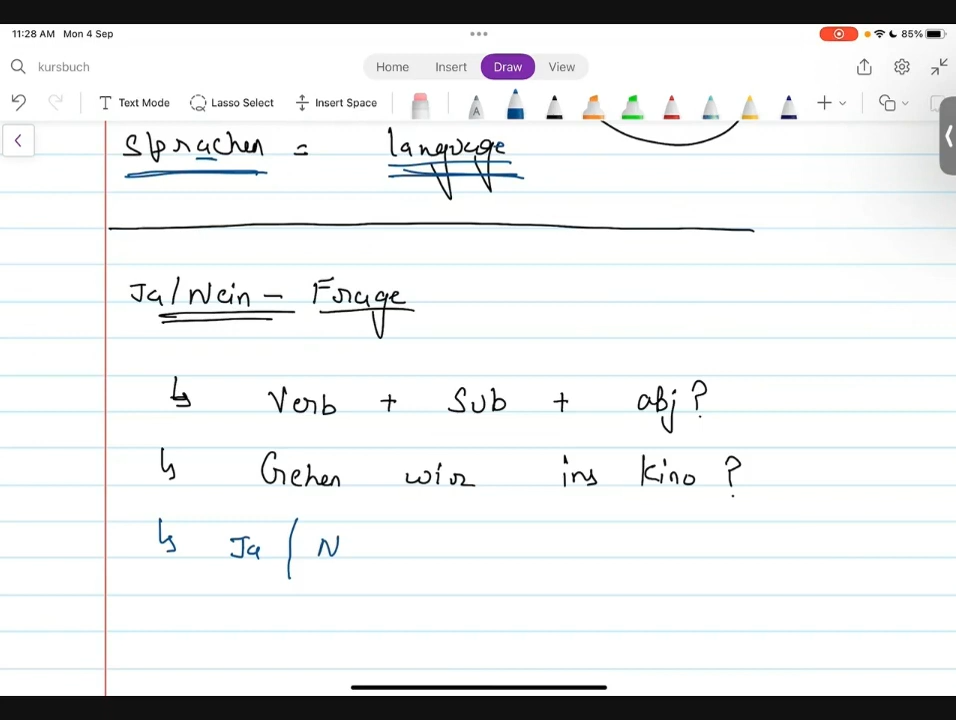 11:28 AM Mon 4 Sep 85%
kursbuch Home Insert Draw View
T Text Mode Lasso Select Insert Space
Sprachen = language
Ja/Nein - Frage
↳ Verb + Sub + obj?
↳ Gehen wir ins kino?
↳ Ja / N